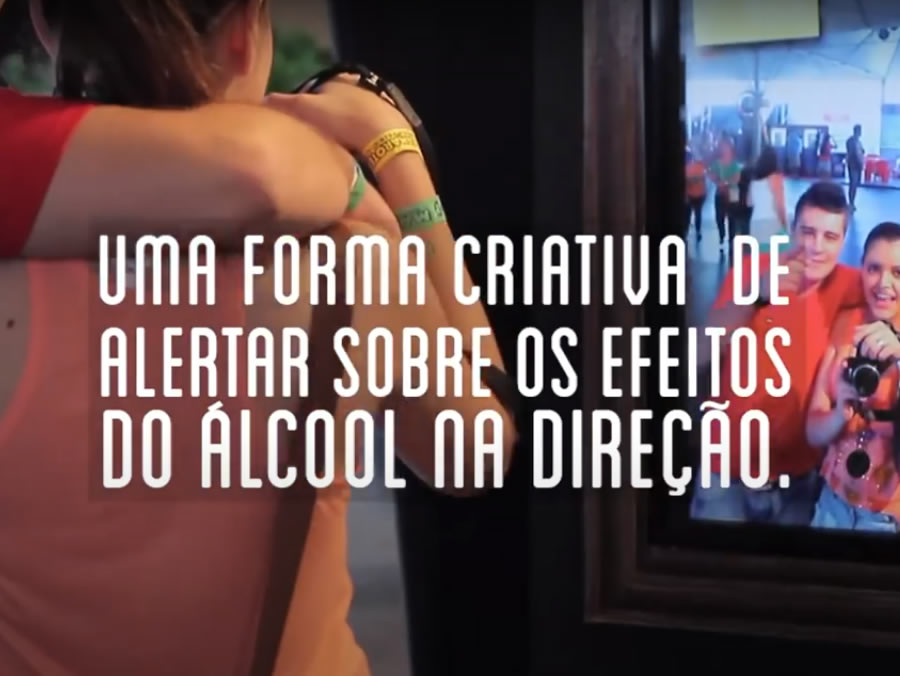 UMA FORMA CRIATIVA DE
ALERTAR SOBRE OS EFEITOS
DO ÁLCOOL NA DIREÇÃO.